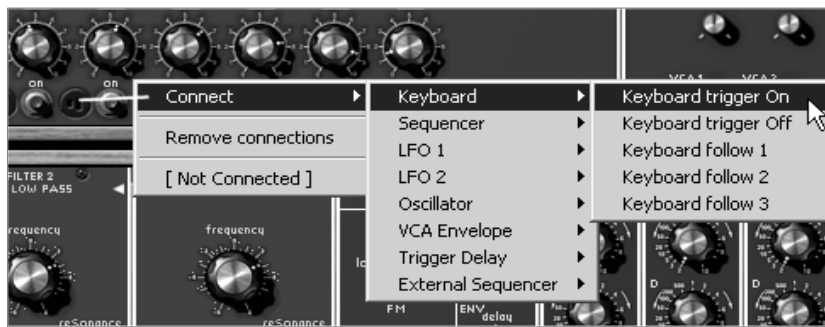 on
on
VCA1
VCA2
Connect
Keyboard
Keyboard trigger On
Remove connections
Sequencer
Keyboard trigger Off
LFO 1
Keyboard follow 1
[ Not Connected ]
LFO 2
Keyboard follow 2
Oscillator
Keyboard follow 3
VCA Envelope
Trigger Delay
External Sequencer
FILTER 2
LOW PASS
frequency
frequency
resonance
resonance
FM
ENV
delay
D
D